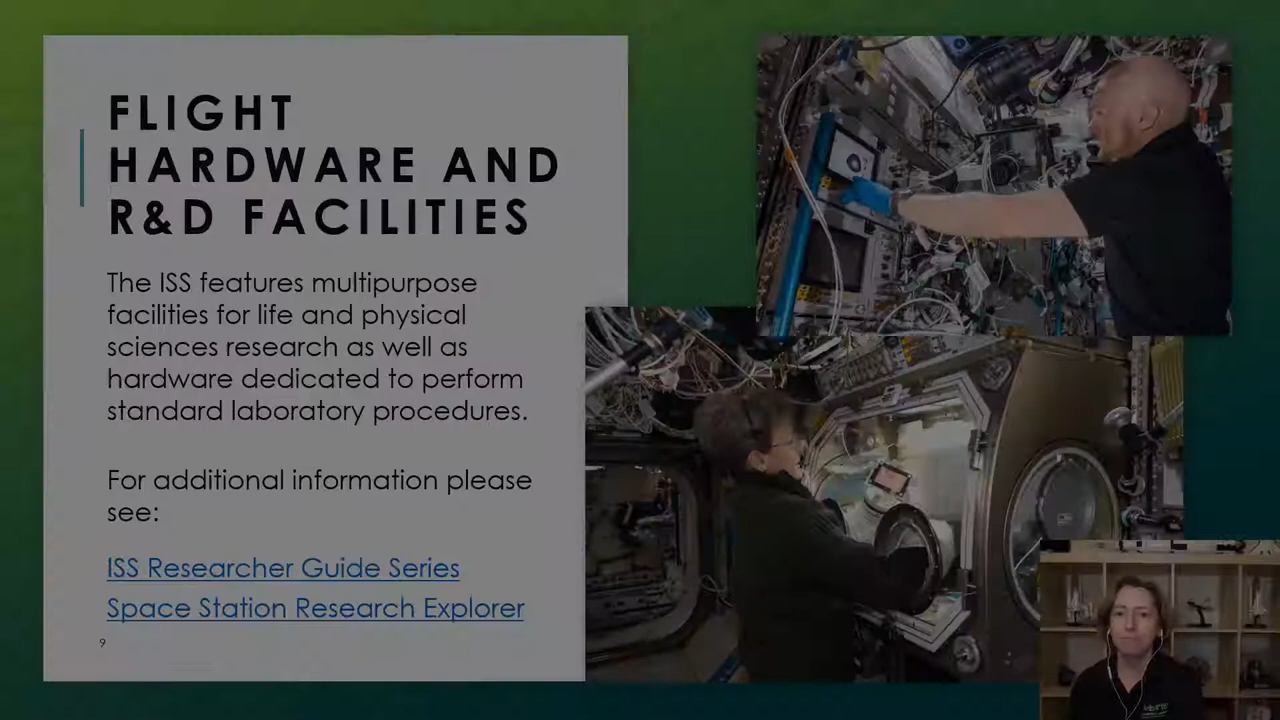 FLIGHT
HARDWARE AND
R&D FACILITIES
The ISS features multipurpose
facilities for life and physical
sciences research as well as
hardware dedicated to perform
standard laboratory procedures.
For additional information please
see:
ISS Researcher Guide Series
Space Station Research Explorer
9